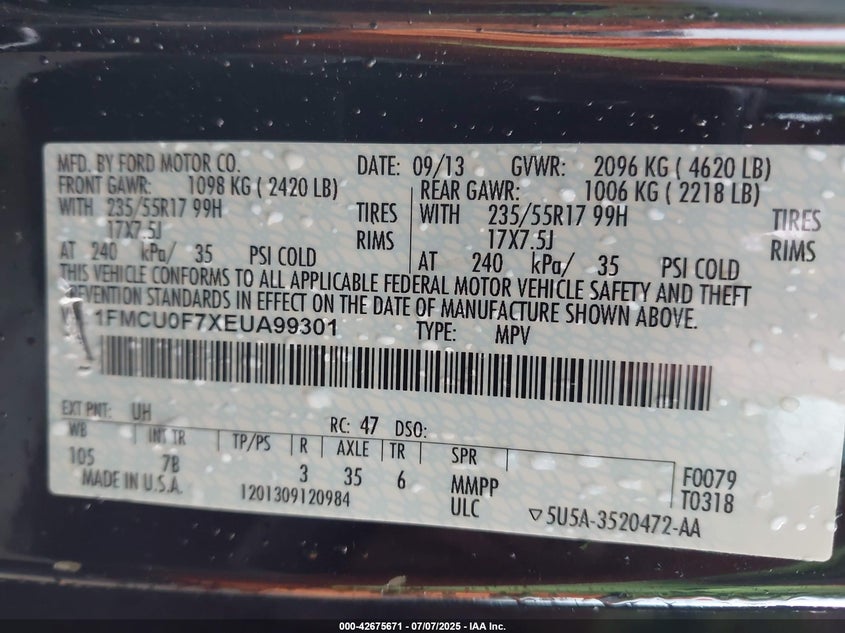 MFD. BY FORD MOTOR CO. DATE: 09/13 GVWR: 2096 KG ( 4620 LB)
FRONT GAWR: 1098 KG ( 2420 LB) REAR GAWR: 1006 KG ( 2218 LB)
WITH 235/55R17 99H TIRES WITH 235/55R17 99H TIRES
17X7.5J RIMS 17X7.5J RIMS
AT 240 kPa/ 35 PSI COLD AT 240 kPa/ 35 PSI COLD
THIS VEHICLE CONFORMS TO ALL APPLICABLE FEDERAL MOTOR VEHICLE SAFETY AND THEFT
PREVENTION STANDARDS IN EFFECT ON THE DATE OF MANUFACTURE SHOWN ABOVE.
1FMCU0F7XEUA99301 TYPE: MPV
EXT PNT: UH RC: 47 DSO:
WB INT TR TP/PS R AXLE TR SPR
105 7B 3 35 6 MMPP F0079
MADE IN U.S.A. 1201309120984 ULC T0318
▽5U5A-3520472-AA
000-42675671 - 07/07/2025 - IAA Inc.